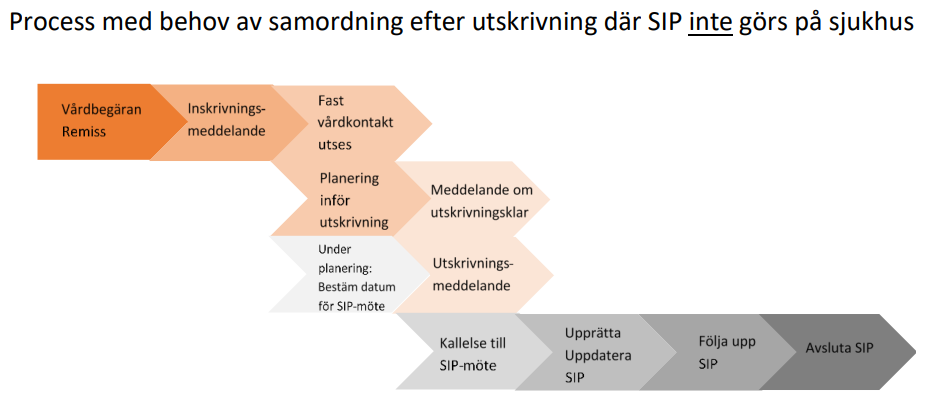 Process med behov av samordning efter utskrivning där SIP inte görs på sjukhus
Vårdbegäran
Remiss
Inskrivnings-
meddelande
Fast
vårdkontakt
utses
Planering
inför
utskrivning
Meddelande om
utskrivningsklar
Under
planering:
Bestäm datum
för SIP-möte
Utskrivnings-
meddelande
Kallelse till
SIP-möte
Upprätta
Uppdatera
SIP
Följa upp
SIP
Avsluta SIP